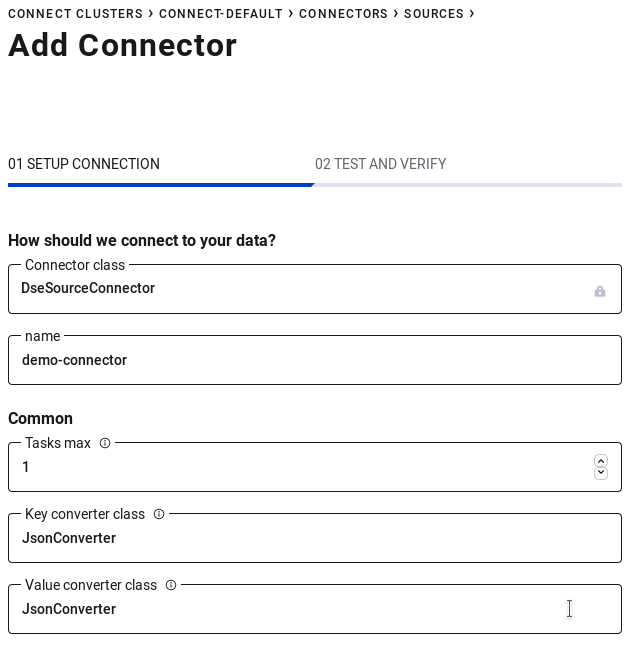 CONNECT CLUSTERS › CONNECT-DEFAULT › CONNECTORS › SOURCES ›
Add Connector
01 SETUP CONNECTION 02 TEST AND VERIFY
How should we connect to your data?
Connector class
DseSourceConnector
name
demo-connector
Common
Tasks max
1
Key converter class
JsonConverter
Value converter class
JsonConverter